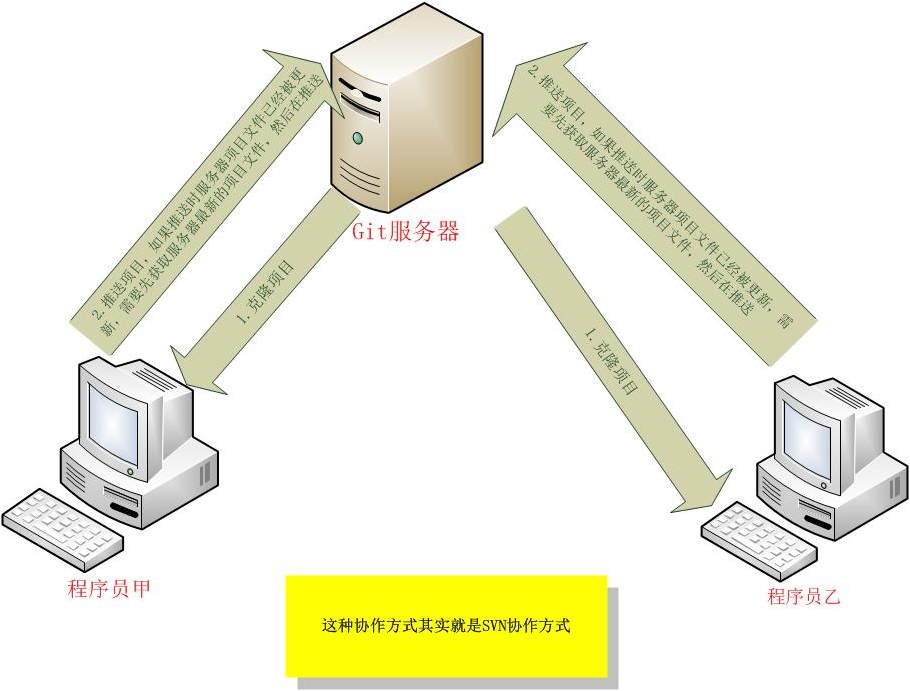 Git服务器
2.推送项目，如果推送时服务器项目文件已经被更
新，需要先获取服务器最新的项目文件，然后在推送
1.克隆项目
2.推送项目，如果推送时服务器项目文件已经被更新，需
要先获取服务器最新的项目文件，然后在推送
1.克隆项目
程序员甲
程序员乙
这种协作方式其实就是SVN协作方式